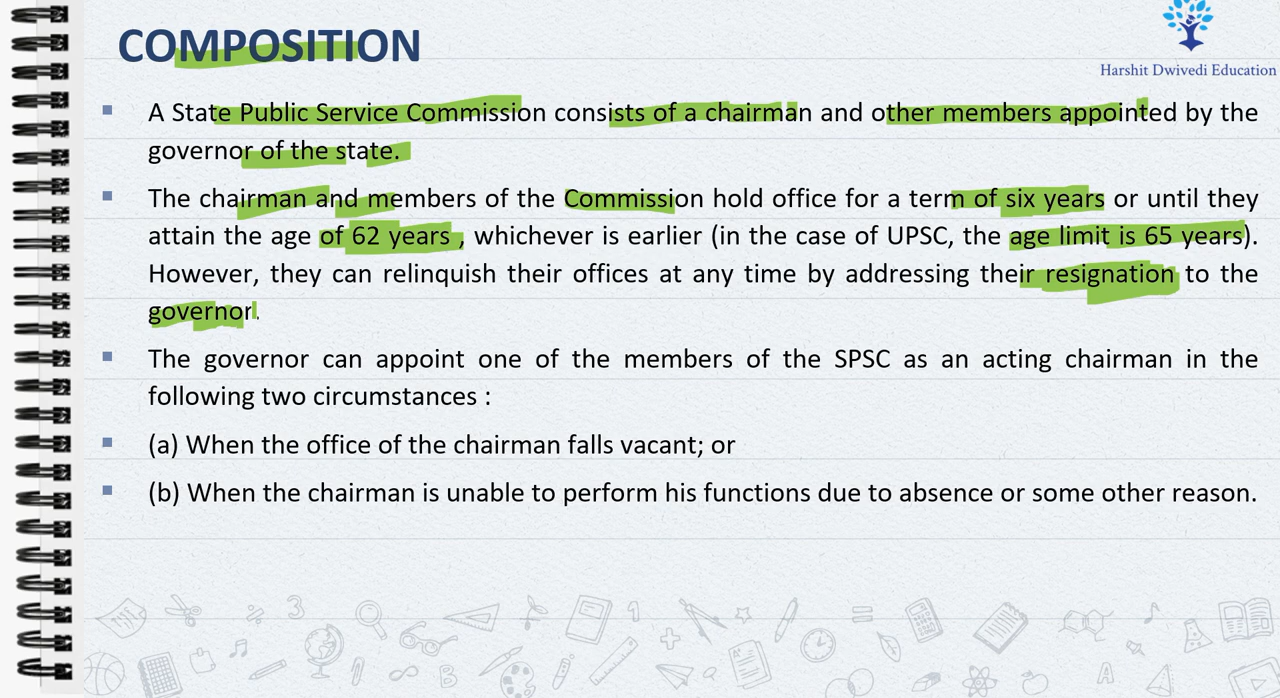 COMPOSITION
Harshit Dwivedi Education
▪ A State Public Service Commission consists of a chairman and other members appointed by the
governor of the state.
▪ The chairman and members of the Commission hold office for a term of six years or until they
attain the age of 62 years , whichever is earlier (in the case of UPSC, the age limit is 65 years).
However, they can relinquish their offices at any time by addressing their resignation to the
governor.
▪ The governor can appoint one of the members of the SPSC as an acting chairman in the
following two circumstances :
▪ (a) When the office of the chairman falls vacant; or
▪ (b) When the chairman is unable to perform his functions due to absence or some other reason.